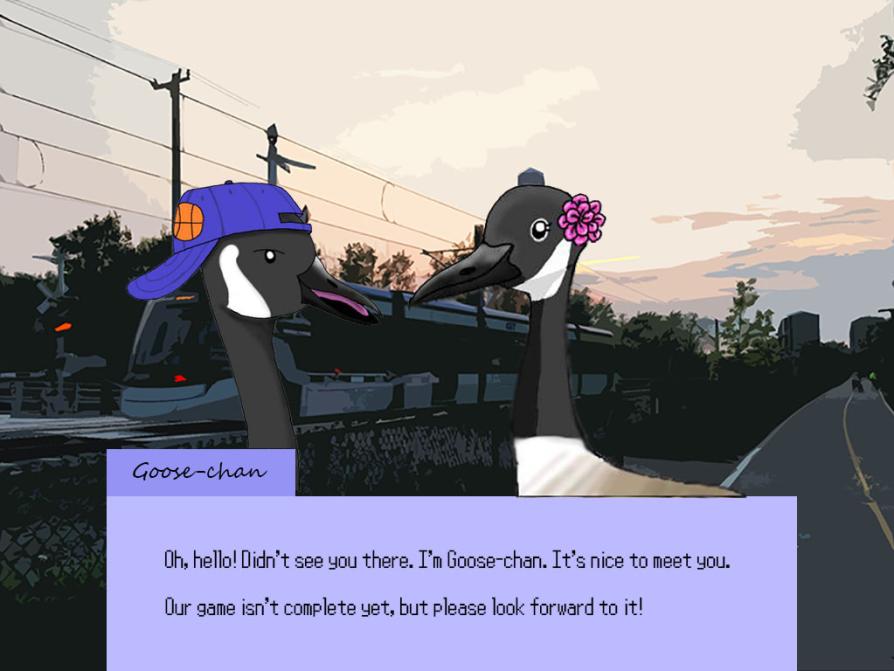 Goose-chan
Oh, hello! Didn't see you there. I'm Goose-chan. It's nice to meet you.
Our game isn't complete yet, but please look forward to it!